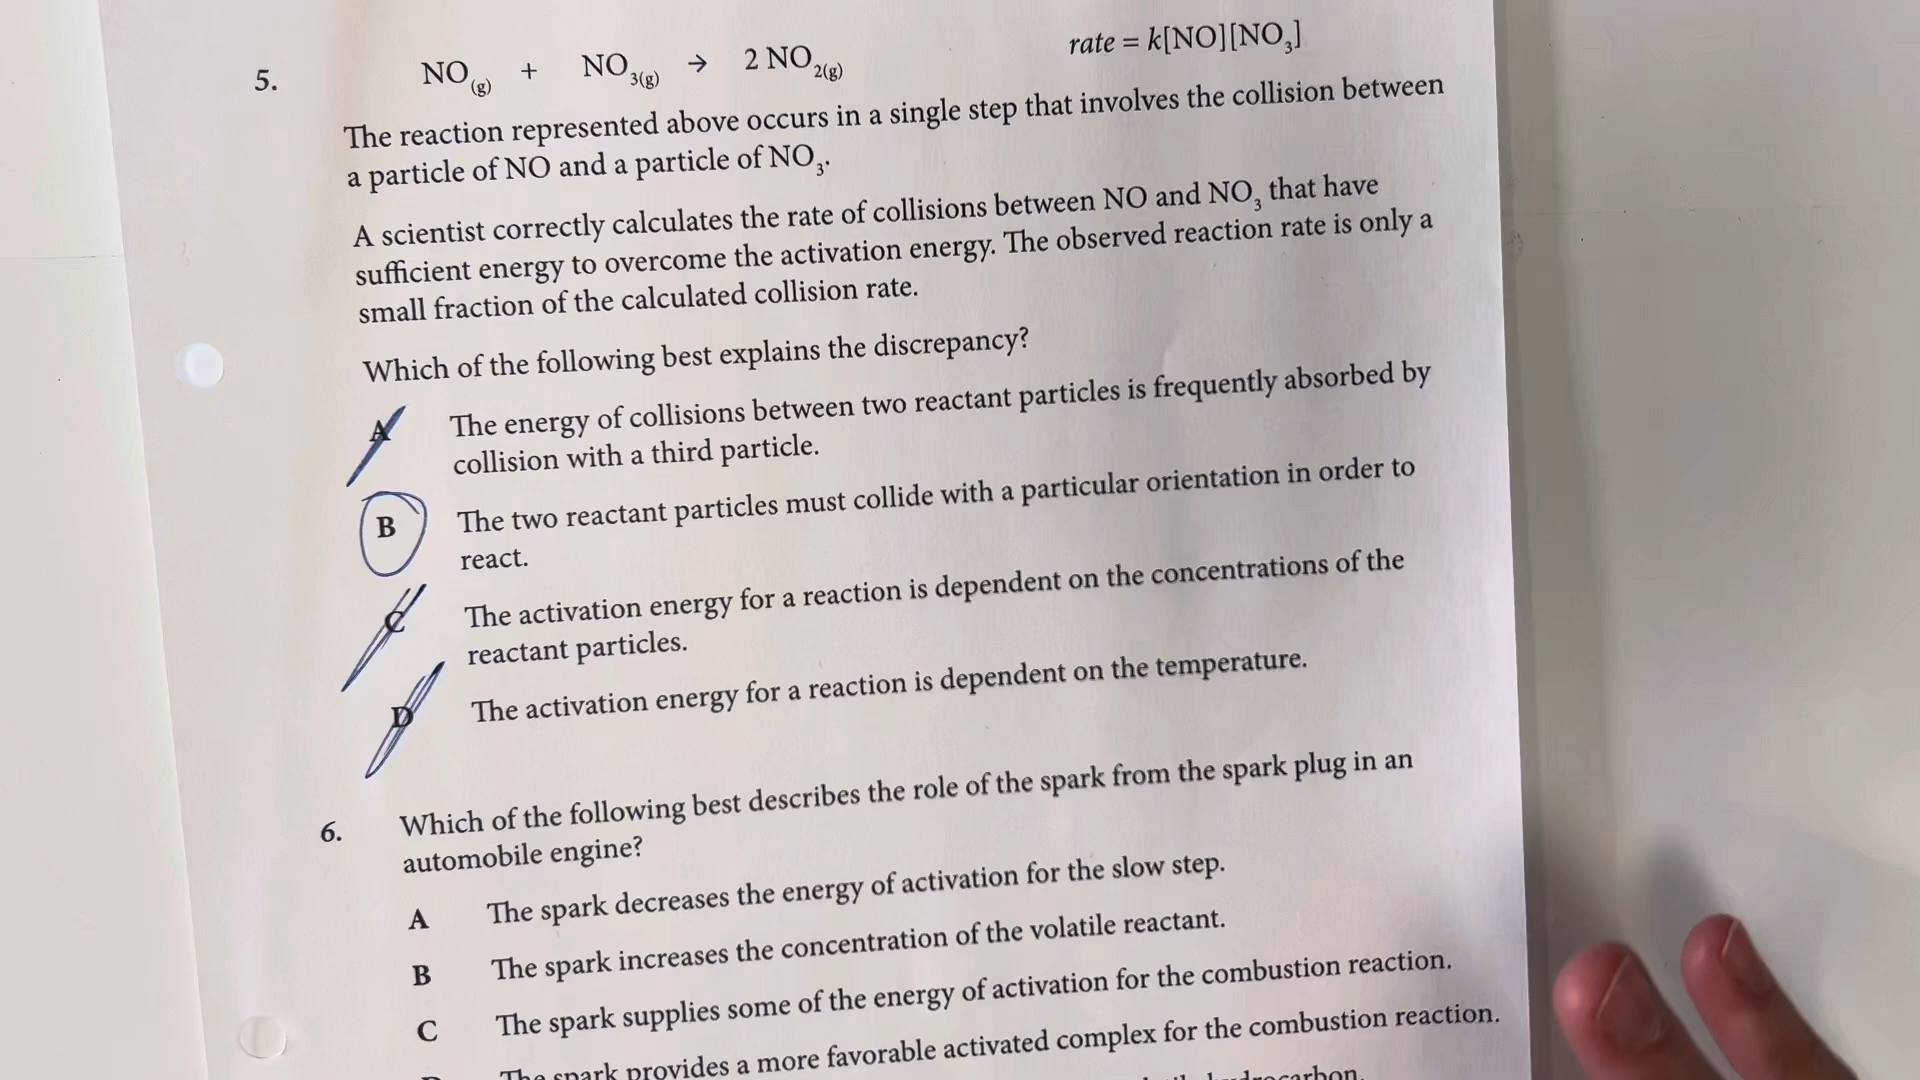 5. NO(g) + NO3(g) → 2 NO2(g) rate = k[NO][NO3]
The reaction represented above occurs in a single step that involves the collision between
a particle of NO and a particle of NO3.
A scientist correctly calculates the rate of collisions between NO and NO3 that have
sufficient energy to overcome the activation energy. The observed reaction rate is only a
small fraction of the calculated collision rate.
Which of the following best explains the discrepancy?
A The energy of collisions between two reactant particles is frequently absorbed by
collision with a third particle.
B The two reactant particles must collide with a particular orientation in order to
react.
C The activation energy for a reaction is dependent on the concentrations of the
reactant particles.
D The activation energy for a reaction is dependent on the temperature.
6. Which of the following best describes the role of the spark from the spark plug in an
automobile engine?
A The spark decreases the energy of activation for the slow step.
B The spark increases the concentration of the volatile reactant.
C The spark supplies some of the energy of activation for the combustion reaction.
The spark provides a more favorable activated complex for the combustion reaction.